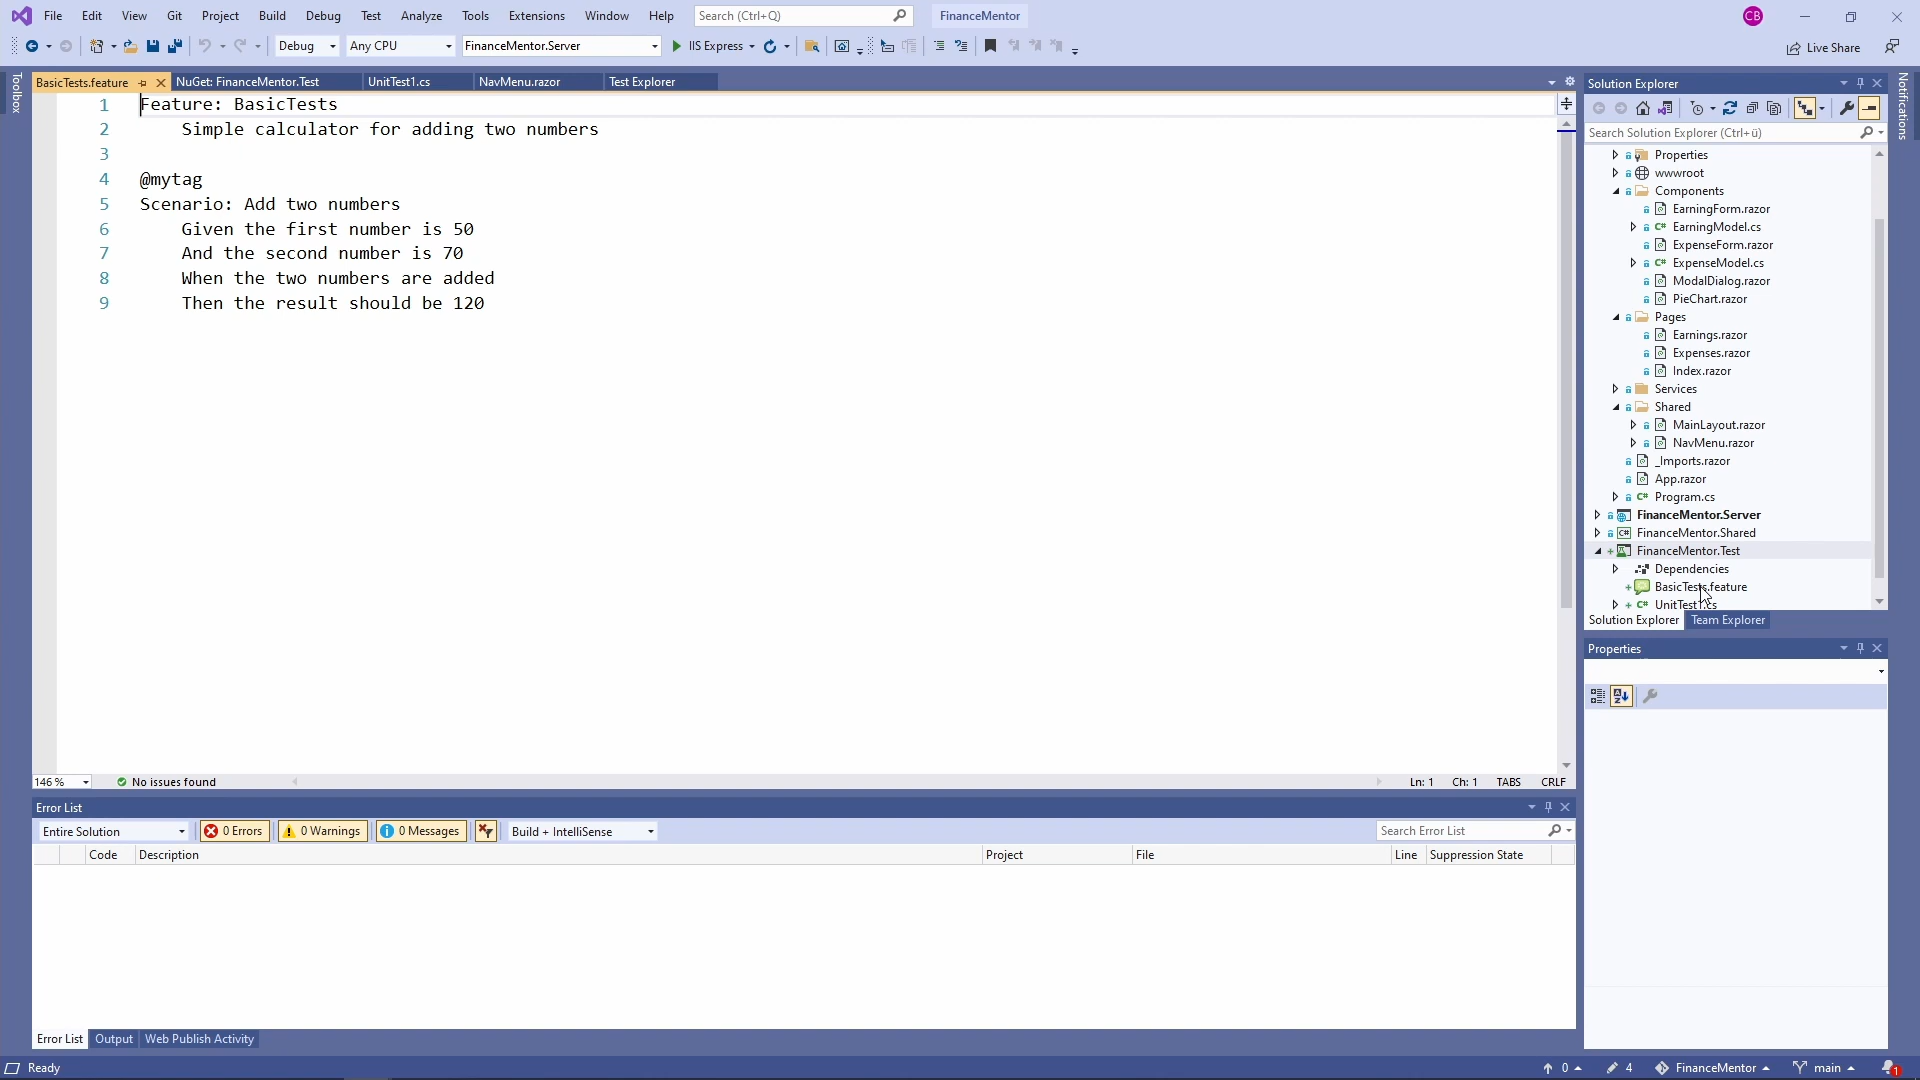 File Edit View Git Project Build Debug Test Analyze Tools Extensions Window Help Search (Ctrl+Q) FinanceMentor CB
Debug Any CPU FinanceMentor.Server IIS Express Live Share
Toolbox
BasicTests.feature NuGet: FinanceMentor.Test UnitTest1.cs NavMenu.razor Test Explorer
1 Feature: BasicTests
2 Simple calculator for adding two numbers
3
4 @mytag
5 Scenario: Add two numbers
6 Given the first number is 50
7 And the second number is 70
8 When the two numbers are added
9 Then the result should be 120
146 % No issues found Ln: 1 Ch: 1 TABS CRLF
Error List
Entire Solution 0 Errors 0 Warnings 0 Messages Build + IntelliSense Search Error List
Code Description Project File Line Suppression State
Error List Output Web Publish Activity
Solution Explorer
Search Solution Explorer (Ctrl+ü)
Properties
wwwroot
Components
EarningForm.razor
EarningModel.cs
ExpenseForm.razor
ExpenseModel.cs
ModalDialog.razor
PieChart.razor
Pages
Earnings.razor
Expenses.razor
Index.razor
Services
Shared
MainLayout.razor
NavMenu.razor
_Imports.razor
App.razor
Program.cs
FinanceMentor.Server
FinanceMentor.Shared
FinanceMentor.Test
Dependencies
BasicTests.feature
UnitTest1.cs
Solution Explorer Team Explorer
Properties
Notifications
Ready 0 4 FinanceMentor main 1